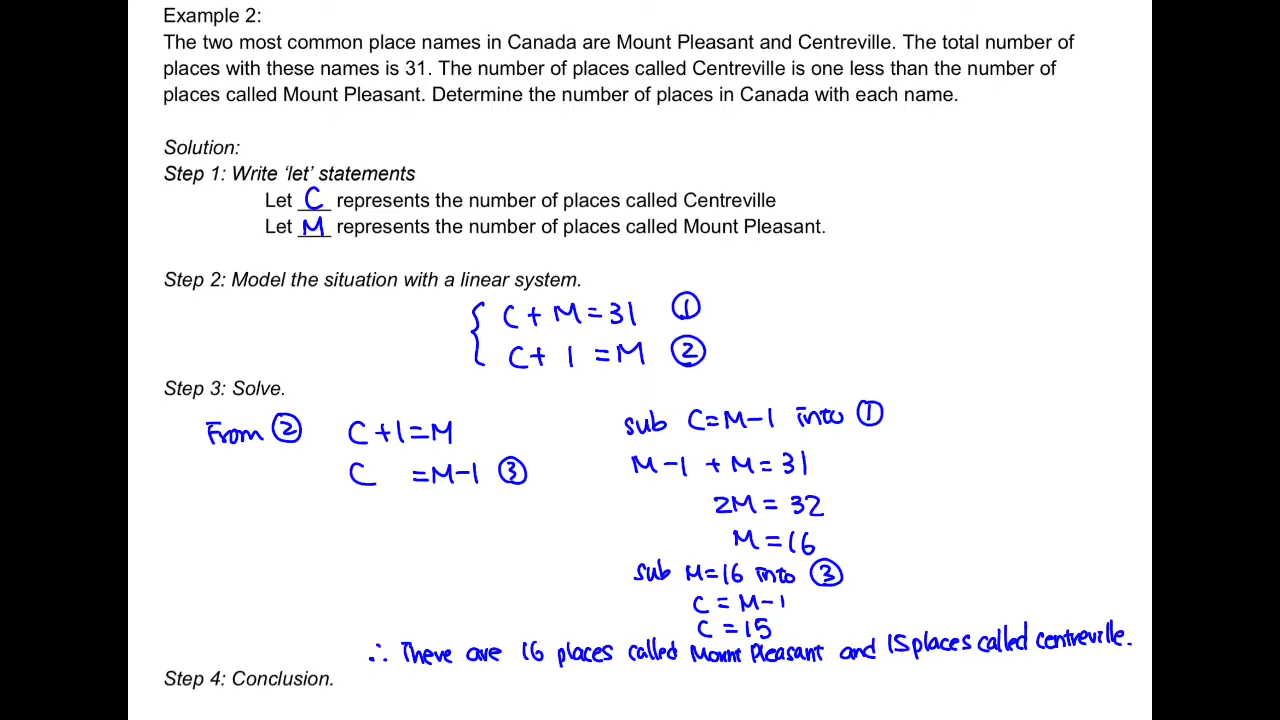 Example 2:
The two most common place names in Canada are Mount Pleasant and Centreville. The total number of
places with these names is 31. The number of places called Centreville is one less than the number of
places called Mount Pleasant. Determine the number of places in Canada with each name.
Solution:
Step 1: Write ‘let’ statements
Let C represents the number of places called Centreville
Let M represents the number of places called Mount Pleasant.
Step 2: Model the situation with a linear system.
{ C + M = 31 ①
C + 1 = M ②
Step 3: Solve.
From ② C + 1 = M
C = M - 1 ③
sub C = M - 1 into ①
M - 1 + M = 31
2M = 32
M = 16
sub M = 16 into ③
C = M - 1
C = 15
∴ There are 16 places called Mount Pleasant and 15 places called centreville.
Step 4: Conclusion.